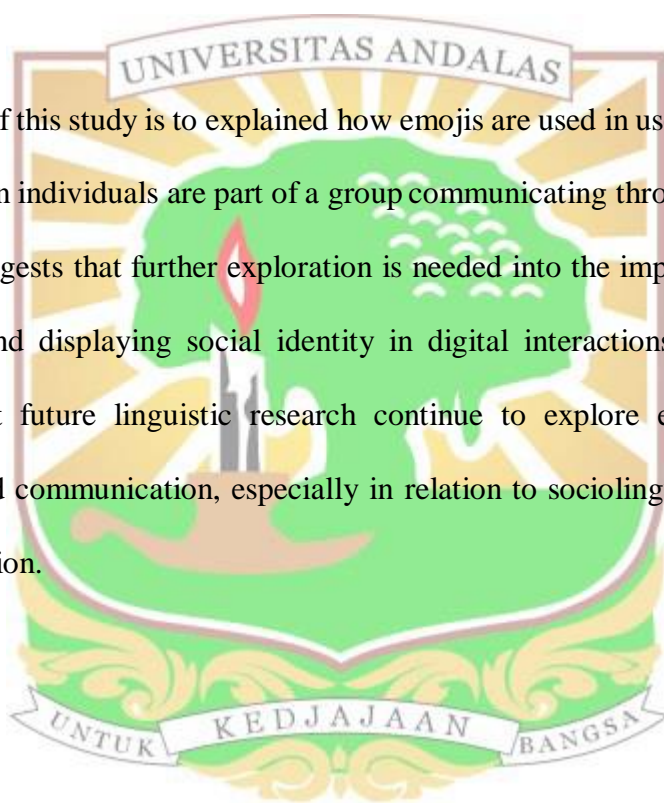 UNIVERSITAS ANDALAS
f this study is to explained how emojis are used in us
n individuals are part of a group communicating thro
gests that further exploration is needed into the imp
nd displaying social identity in digital interactions
t future linguistic research continue to explore e
d communication, especially in relation to socioling
ion.
UNTUK KEDJAJAAN BANGSA